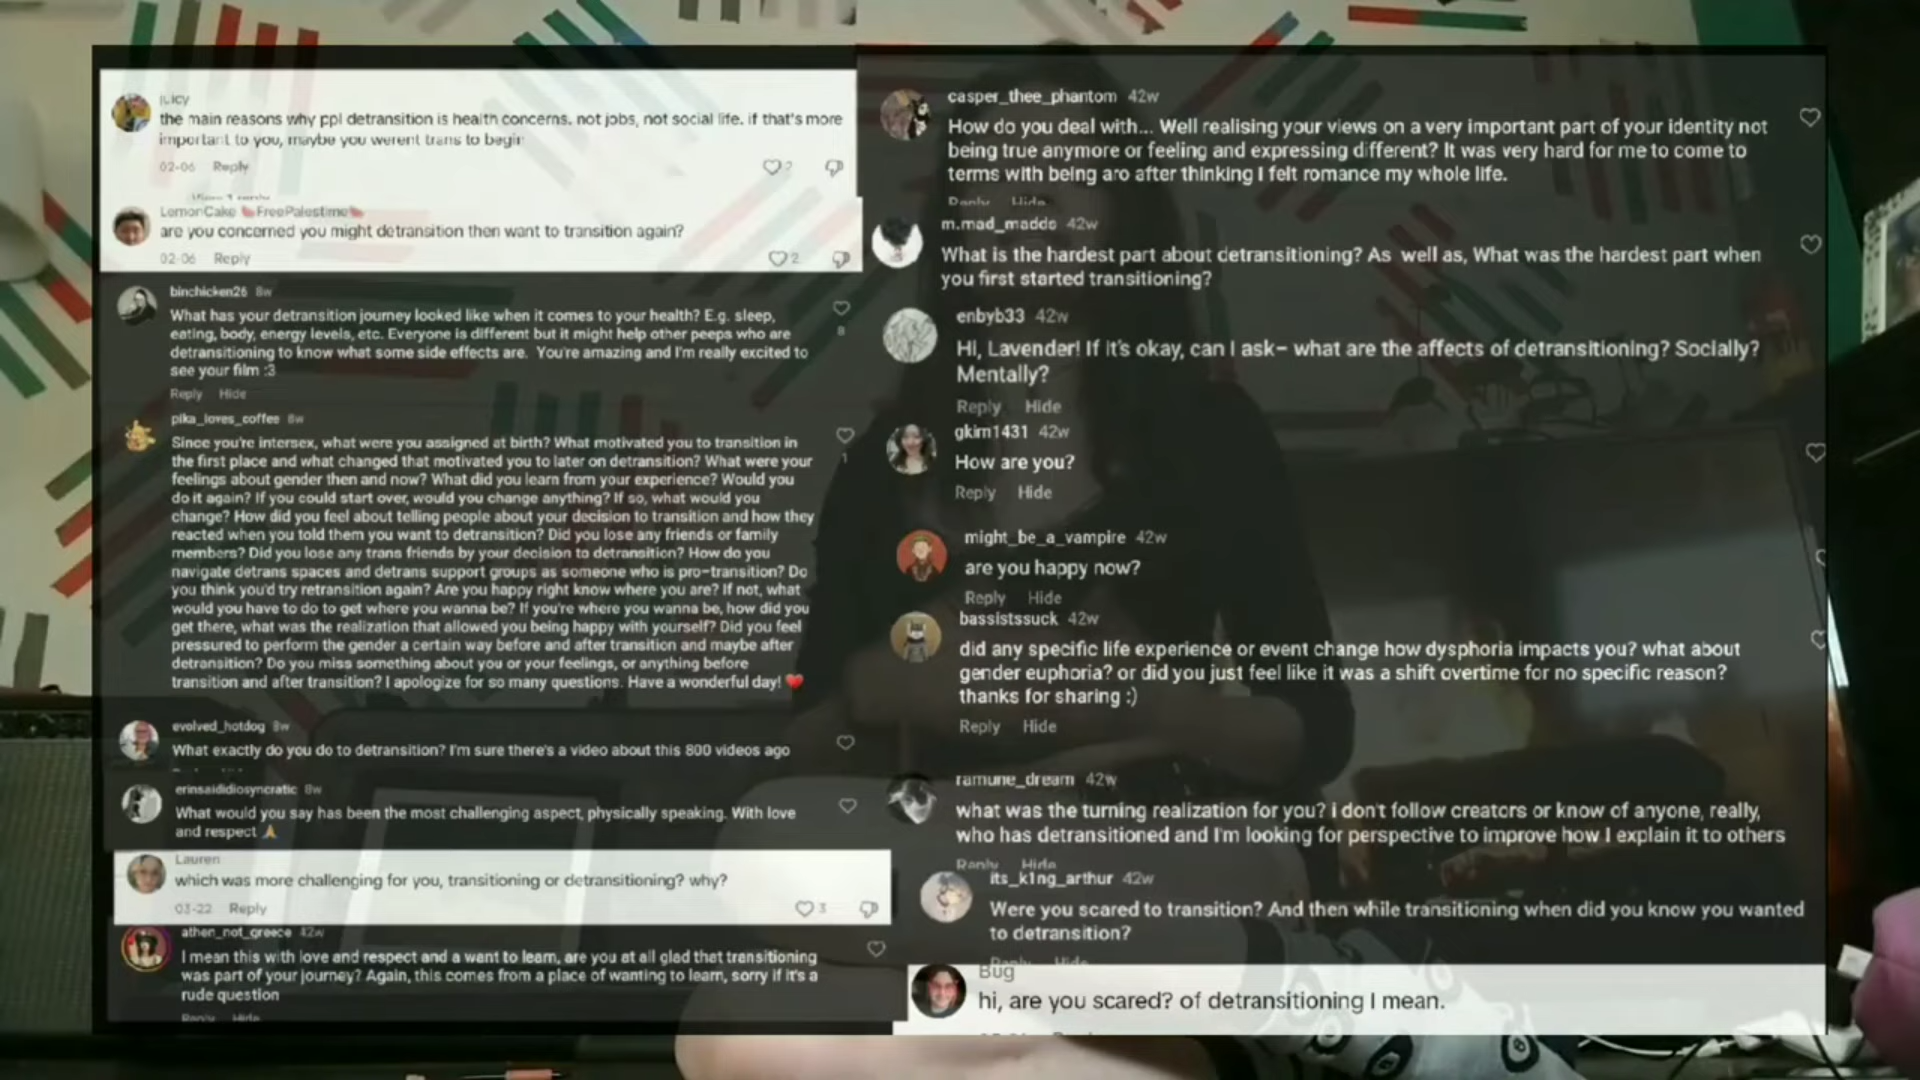 juicy
the main reasons why ppl detransition is health concerns. not jobs, not social life. if that's more
important to you, maybe you werent trans to begin
02-06 Reply
2
LemonCake 🍉FreePalestine🍉
are you concerned you might detransition then want to transition again?
02-06 Reply
2
binchicken26 8w
What has your detransition journey looked like when it comes to your health? E.g. sleep,
eating, body, energy levels, etc. Everyone is different but it might help other peeps who are
detransitioning to know what some side effects are. You're amazing and I'm really excited to
see your film :3
8
Reply Hide
pika_loves_coffee 8w
Since you're intersex, what were you assigned at birth? What motivated you to transition in
the first place and what changed that motivated you to later on detransition? What were your
feelings about gender then and now? What did you learn from your experience? Would you
do it again? If you could start over, would you change anything? If so, what would you
change? How did you feel about telling people about your decision to transition and how they
reacted when you told them you want to detransition? Did you lose any friends or family
members? Did you lose any trans friends by your decision to detransition? How do you
navigate detrans spaces and detrans support groups as someone who is pro-transition? Do
you think you'd try retransition again? Are you happy right know where you are? If not, what
would you have to do to get where you wanna be? If you're where you wanna be, how did you
get there, what was the realization that allowed you being happy with yourself? Did you feel
pressured to perform the gender a certain way before and after transition and maybe after
detransition? Do you miss something about you or your feelings, or anything before
transition and after transition? I apologize for so many questions. Have a wonderful day! ❤️
1
evolved_hotdog 8w
What exactly do you do to detransition? I'm sure there's a video about this 800 videos ago
erinsaididiosyncratic 8w
What would you say has been the most challenging aspect, physically speaking. With love
and respect 🙏
Lauren
which was more challenging for you, transitioning or detransitioning? why?
03-22 Reply
3
athen_not_greece 42w
I mean this with love and respect and a want to learn, are you at all glad that transitioning
was part of your journey? Again, this comes from a place of wanting to learn, sorry if it's a
rude question
Reply Hide
casper_thee_phantom 42w
How do you deal with... Well realising your views on a very important part of your identity not
being true anymore or feeling and expressing different? It was very hard for me to come to
terms with being aro after thinking I felt romance my whole life.
Reply Hide
m.mad_madde 42w
What is the hardest part about detransitioning? As well as, What was the hardest part when
you first started transitioning?
enbyb33 42w
Hi, Lavender! If it's okay, can I ask- what are the affects of detransitioning? Socially?
Mentally?
Reply Hide
gkim1431 42w
How are you?
Reply Hide
might_be_a_vampire 42w
are you happy now?
Reply Hide
bassistssuck 42w
did any specific life experience or event change how dysphoria impacts you? what about
gender euphoria? or did you just feel like it was a shift overtime for no specific reason?
thanks for sharing :)
Reply Hide
ramune_dream 42w
what was the turning realization for you? i don't follow creators or know of anyone, really,
who has detransitioned and I'm looking for perspective to improve how I explain it to others
Reply Hide
its_k1ng_arthur 42w
Were you scared to transition? And then while transitioning when did you know you wanted
to detransition?
Reply Hide
Bug
hi, are you scared? of detransitioning I mean.